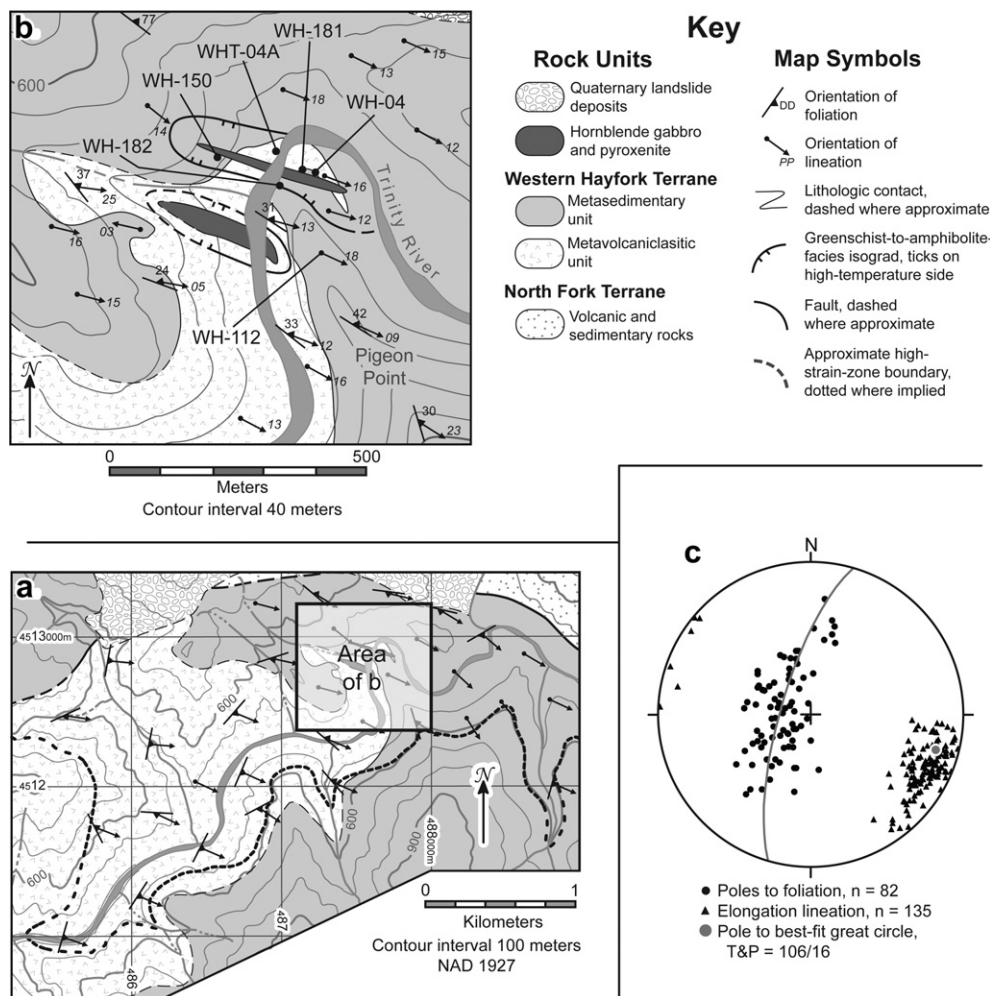 b
77
WH-181
WHT-04A
WH-150
WH-04
600
15
13
18
14
12
WH-182
37
25
16
Trinity River
03
31
12
16
13
24
05
18
15
WH-112
33
12
42
09
Pigeon
Point
16
13
30
23
N
0
500
Meters
Contour interval 40 meters
Key
Rock Units
Quaternary landslide
deposits
Hornblende gabbro
and pyroxenite
Western Hayfork Terrane
Metasedimentary
unit
Metavolcaniclasitic
unit
North Fork Terrane
Volcanic and
sedimentary rocks
Map Symbols
DD
Orientation of
foliation
PP
Orientation of
lineation
Lithologic contact,
dashed where approximate
Greenschist-to-amphibolite-
facies isograd, ticks on
high-temperature side
Fault, dashed
where approximate
Approximate high-
strain-zone boundary,
dotted where implied
a
4513000m
Area
of b
600
4512
N
600
600
488000m
900
487
486
0
1
Kilometers
Contour interval 100 meters
NAD 1927
c
N
Poles to foliation, n = 82
Elongation lineation, n = 135
Pole to best-fit great circle,
T&P = 106/16